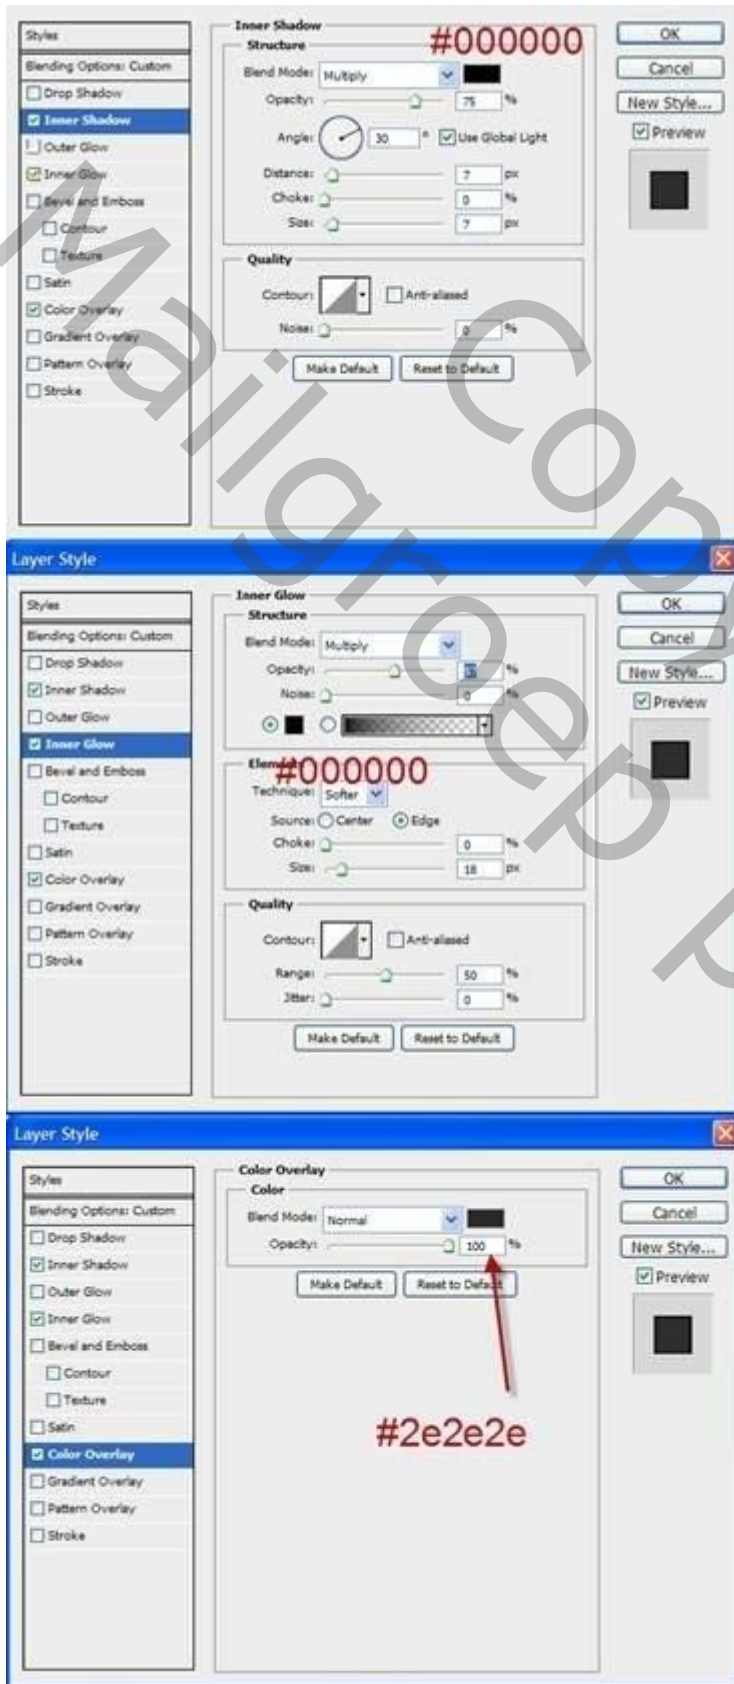 Styles
Blending Options: Custom
Drop Shadow
Inner Shadow
Outer Glow
Inner Glow
Bevel and Emboss
Contour
Texture
Satin
Color Overlay
Gradient Overlay
Pattern Overlay
Stroke
Inner Shadow
Structure
#000000
Blend Mode: Multiply
Opacity: 75 %
Angle: 30 ° Use Global Light
Distance: 7 px
Choke: 0 %
Size: 7 px
Quality
Contour: Anti-aliased
Noise: 0 %
Make Default Reset to Default
OK
Cancel
New Style...
Preview
Layer Style
Styles
Blending Options: Custom
Drop Shadow
Inner Shadow
Outer Glow
Inner Glow
Bevel and Emboss
Contour
Texture
Satin
Color Overlay
Gradient Overlay
Pattern Overlay
Stroke
Inner Glow
Structure
Blend Mode: Multiply
Opacity: %
Noise: 0 %
#000000
Technique: Softer
Source: Center Edge
Choke: 0 %
Size: 18 px
Quality
Contour: Anti-aliased
Range: 50 %
Jitter: 0 %
Make Default Reset to Default
OK
Cancel
New Style...
Preview
Layer Style
Styles
Blending Options: Custom
Drop Shadow
Inner Shadow
Outer Glow
Inner Glow
Bevel and Emboss
Contour
Texture
Satin
Color Overlay
Gradient Overlay
Pattern Overlay
Stroke
Color Overlay
Color
Blend Mode: Normal
Opacity: 100 %
Make Default Reset to Default
#2e2e2e
OK
Cancel
New Style...
Preview
Mailgroep
Copy